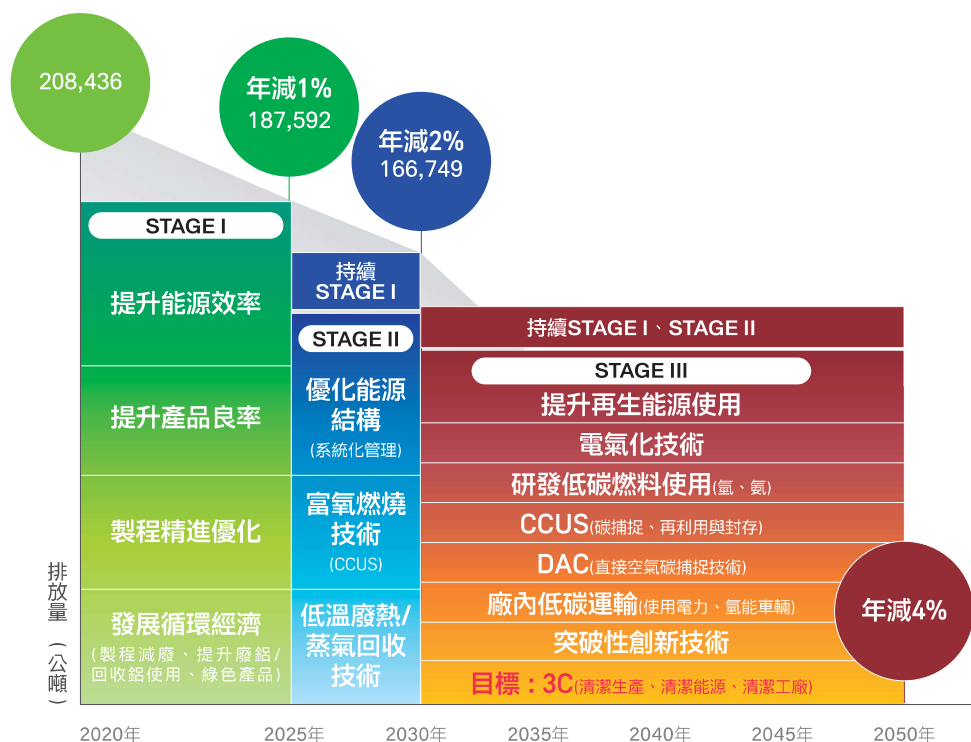 208,436
年減1%
187,592
年減2%
166,749
STAGE I
提升能源效率
提升產品良率
製程精進優化
發展循環經濟
(製程減廢、提升廢鋁/
回收鋁使用、綠色產品)
持續
STAGE I
STAGE II
優化能源
結構
(系統化管理)
富氧燃燒
技術
(CCUS)
低溫廢熱/
蒸氣回收
技術
持續STAGE I、STAGE II
STAGE III
提升再生能源使用
電氣化技術
研發低碳燃料使用(氫、氨)
CCUS(碳捕捉、再利用與封存)
DAC(直接空氣碳捕捉技術)
廠內低碳運輸(使用電力、氫能車輛)
突破性創新技術
目標：3C(清潔生產、清潔能源、清潔工廠)
年減4%
排放量（公噸）
2020年
2025年
2030年
2035年
2040年
2045年
2050年